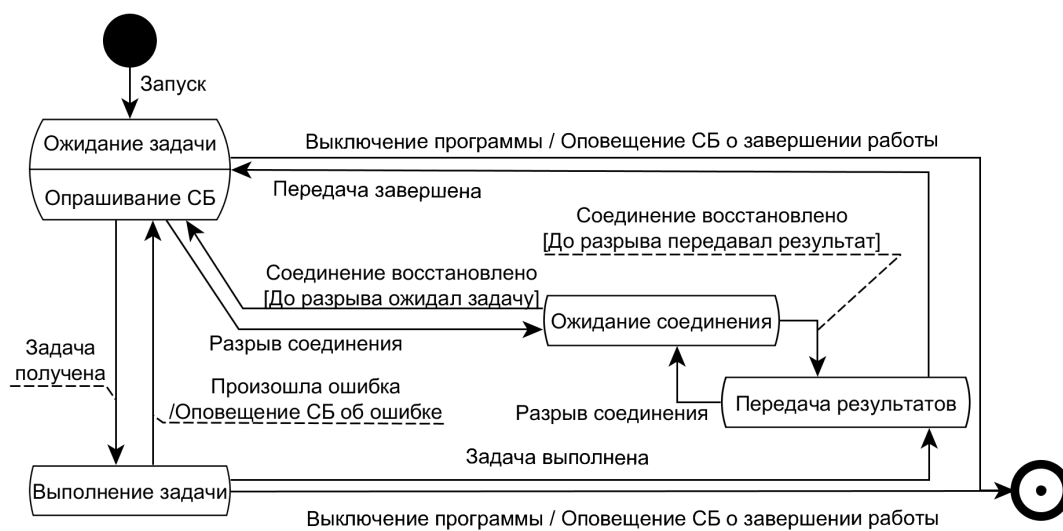 Запуск
Ожидание задачи
Выключение программы / Оповещение СБ о завершении работы
Опрашивание СБ
Передача завершена
Соединение восстановлено
[До разрыва передавал результат]
Соединение восстановлено
[До разрыва ожидал задачу]
Ожидание соединения
Разрыв соединения
Задача
получена
Произошла ошибка
/Оповещение СБ об ошибке
Разрыв соединения
Передача результатов
Задача выполнена
Выполнение задачи
Выключение программы / Оповещение СБ о завершении работы